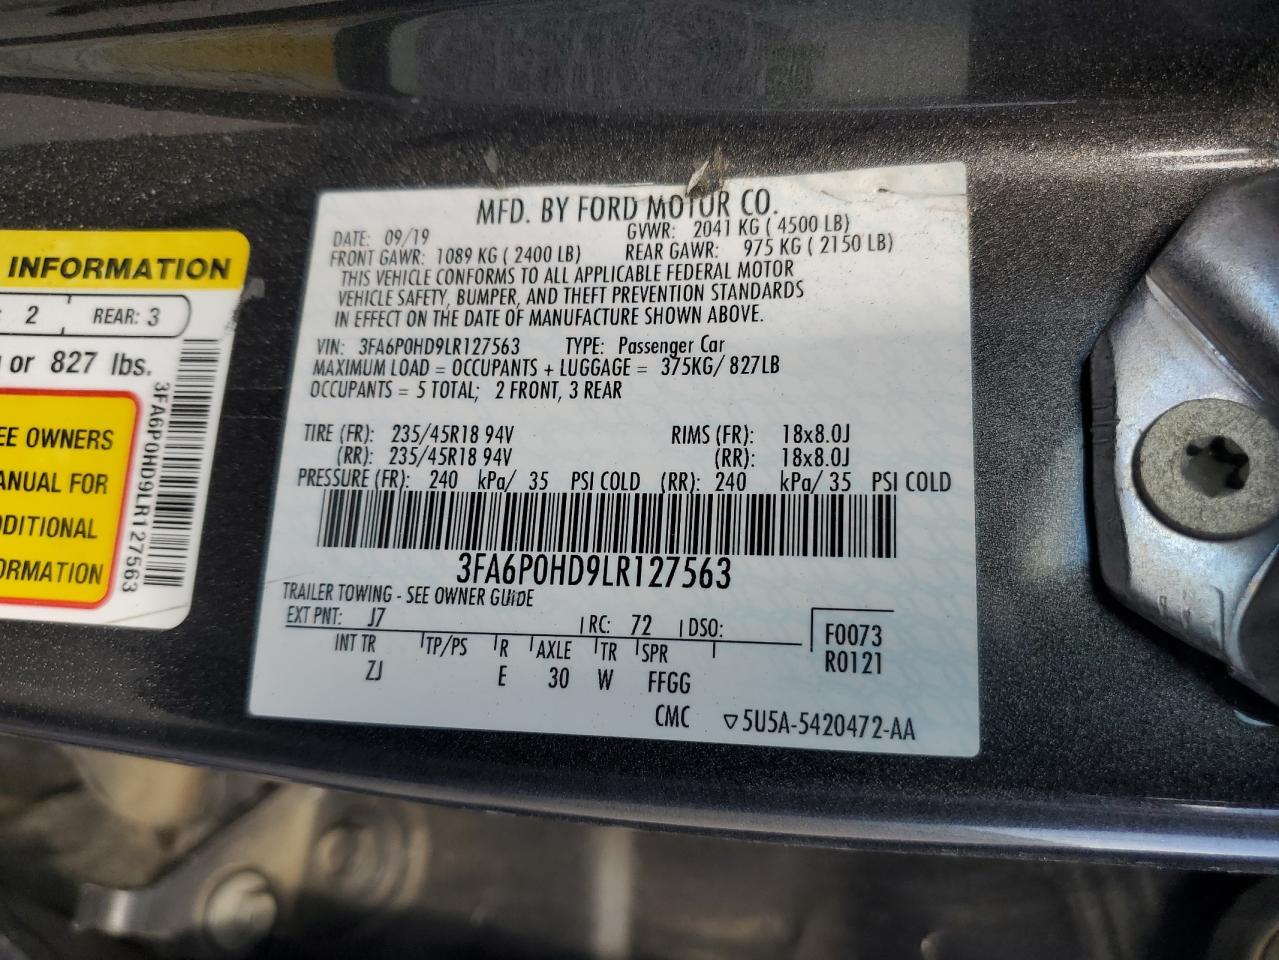 INFORMATION
2 REAR: 3
or 827 lbs.
EE OWNERS
ANUAL FOR
DDITIONAL
ORMATION
3FA6P0HD9LR127563
MFD. BY FORD MOTOR CO.
DATE: 09/19 GVWR: 2041 KG ( 4500 LB)
FRONT GAWR: 1089 KG ( 2400 LB) REAR GAWR: 975 KG ( 2150 LB)
THIS VEHICLE CONFORMS TO ALL APPLICABLE FEDERAL MOTOR
VEHICLE SAFETY, BUMPER, AND THEFT PREVENTION STANDARDS
IN EFFECT ON THE DATE OF MANUFACTURE SHOWN ABOVE.
VIN: 3FA6P0HD9LR127563 TYPE: Passenger Car
MAXIMUM LOAD = OCCUPANTS + LUGGAGE = 375KG/ 827LB
OCCUPANTS = 5 TOTAL; 2 FRONT, 3 REAR
TIRE (FR): 235/45R18 94V RIMS (FR): 18x8.0J
(RR): 235/45R18 94V (RR): 18x8.0J
PRESSURE (FR): 240 kPa/ 35 PSI COLD (RR): 240 kPa/ 35 PSI COLD
3FA6P0HD9LR127563
TRAILER TOWING - SEE OWNER GUIDE
EXT PNT: J7 RC: 72 DSO: F0073
INT TR TP/PS R AXLE TR SPR R0121
ZJ E 30 W FFGG
CMC ▽5U5A-5420472-AA